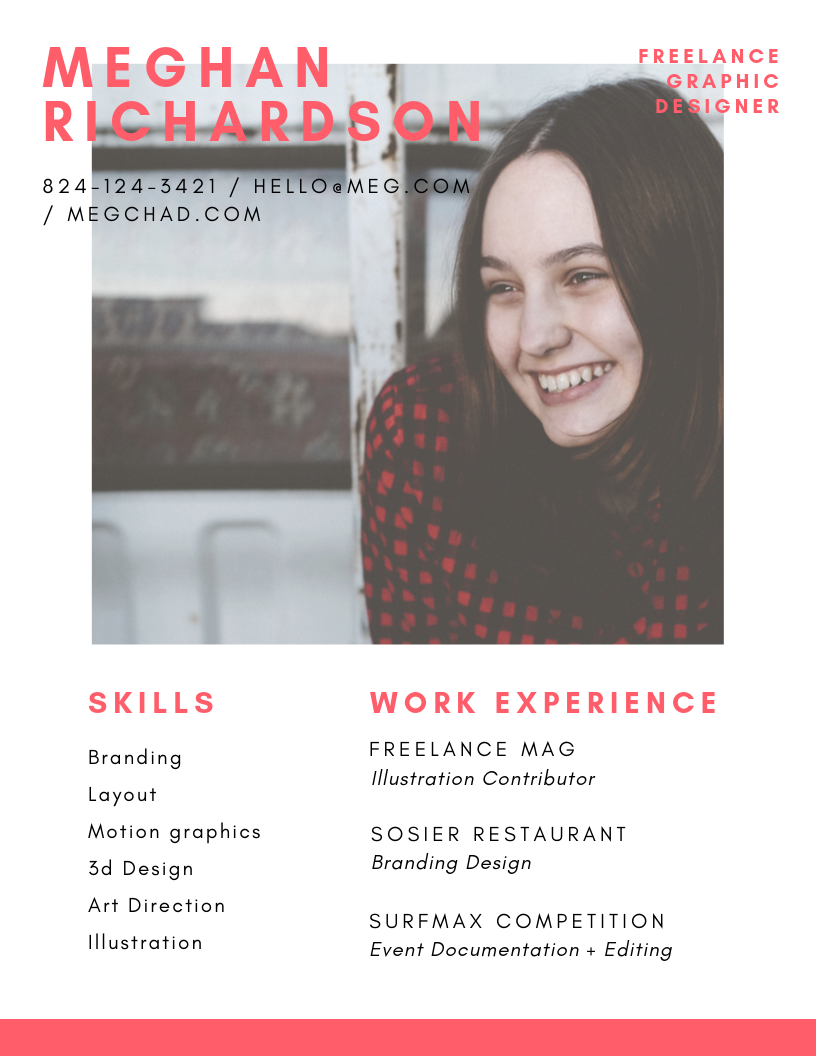 MEGHAN
RICHARDSON
FREELANCE
GRAPHIC
DESIGNER
824-124-3421 / HELLO@MEG.COM
/ MEGCHAD.COM
SKILLS
Branding
Layout
Motion graphics
3d Design
Art Direction
Illustration
WORK EXPERIENCE
FREELANCE MAG
Illustration Contributor
SOSIER RESTAURANT
Branding Design
SURFMAX COMPETITION
Event Documentation + Editing